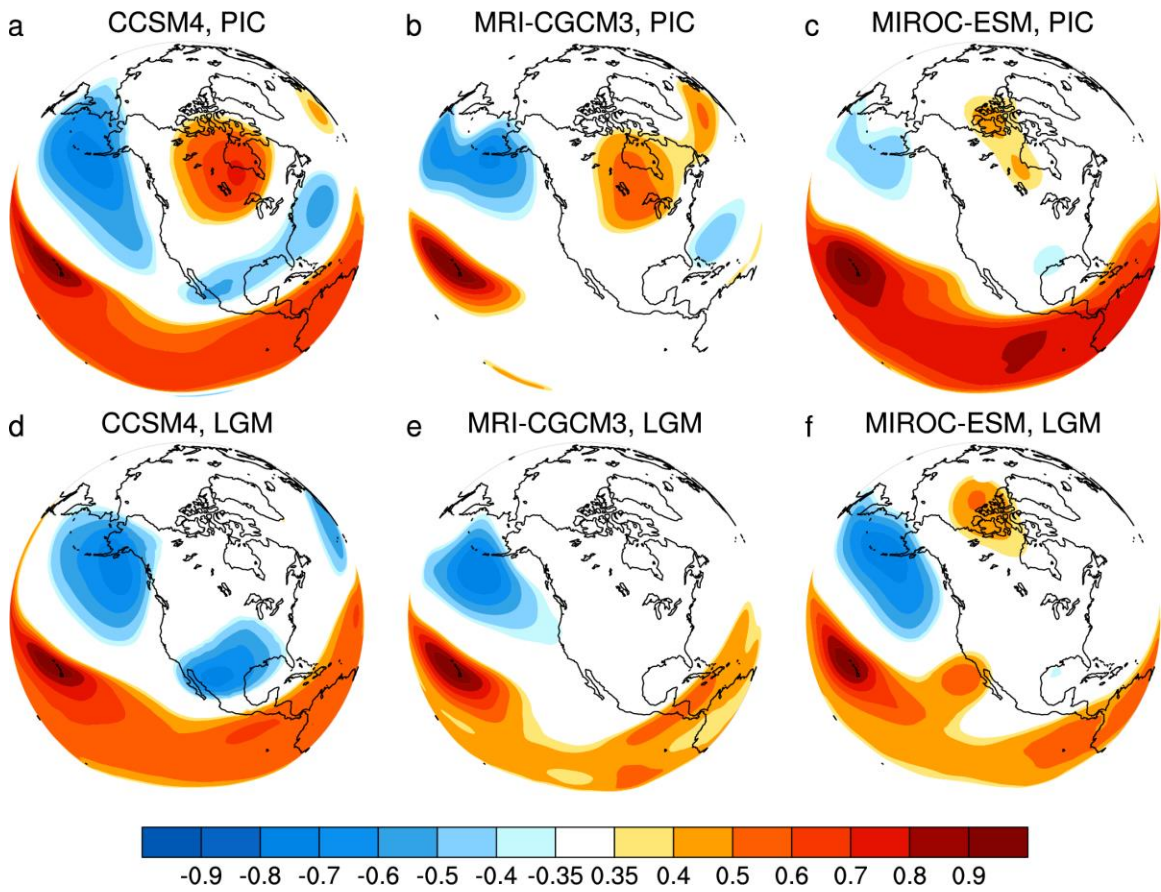 a CCSM4, PIC
b MRI-CGCM3, PIC
c MIROC-ESM, PIC
d CCSM4, LGM
e MRI-CGCM3, LGM
f MIROC-ESM, LGM
-0.9 -0.8 -0.7 -0.6 -0.5 -0.4 -0.35 0.35 0.4 0.5 0.6 0.7 0.8 0.9